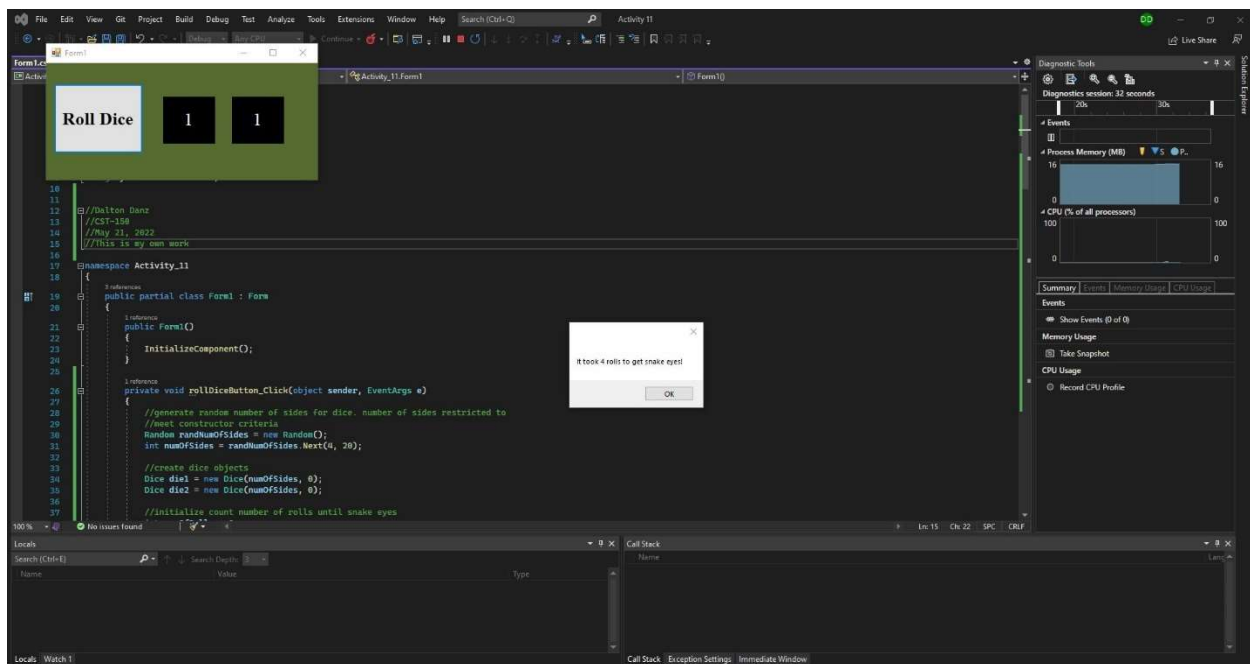 File Edit View Git Project Build Debug Test Analyze Tools Extensions Window Help Search (Ctrl+Q) Activity 11 DD
Debug Any CPU Continue Live Share
Form1
Form1.cs
Activity_11.Form1 Form1()
Roll Dice 1 1
10
11
12 //Dalton Danz
13 //CST-150
14 //May 21, 2022
15 //This is my own work
16
17 namespace Activity_11
18 {
3 references
19 public partial class Form1 : Form
20 {
1 reference
21 public Form1()
22 {
23 InitializeComponent();
24 }
25
1 reference
26 private void rollDiceButton_Click(object sender, EventArgs e)
27 {
28 //generate random number of sides for dice. number of sides restricted to
29 //meet constructor criteria
30 Random randNumOfSides = new Random();
31 int numOfSides = randNumOfSides.Next(4, 20);
32
33 //create dice objects
34 Dice die1 = new Dice(numOfSides, 0);
35 Dice die2 = new Dice(numOfSides, 0);
36
37 //initialize count number of rolls until snake eyes
It took 4 rolls to get snake eyes!
OK
100 % No issues found Ln: 15 Ch: 22 SPC CRLF
Diagnostic Tools
Diagnostics session: 32 seconds
20s 30s
Events
Process Memory (MB) S P..
16 16
0 0
CPU (% of all processors)
100 100
0 0
Summary Events Memory Usage CPU Usage
Events
Show Events (0 of 0)
Memory Usage
Take Snapshot
CPU Usage
Record CPU Profile
Solution Explorer
Locals
Search (Ctrl+E) Search Depth: 3
Name Value Type
Locals Watch 1
Call Stack
Name Lang
Call Stack Exception Settings Immediate Window